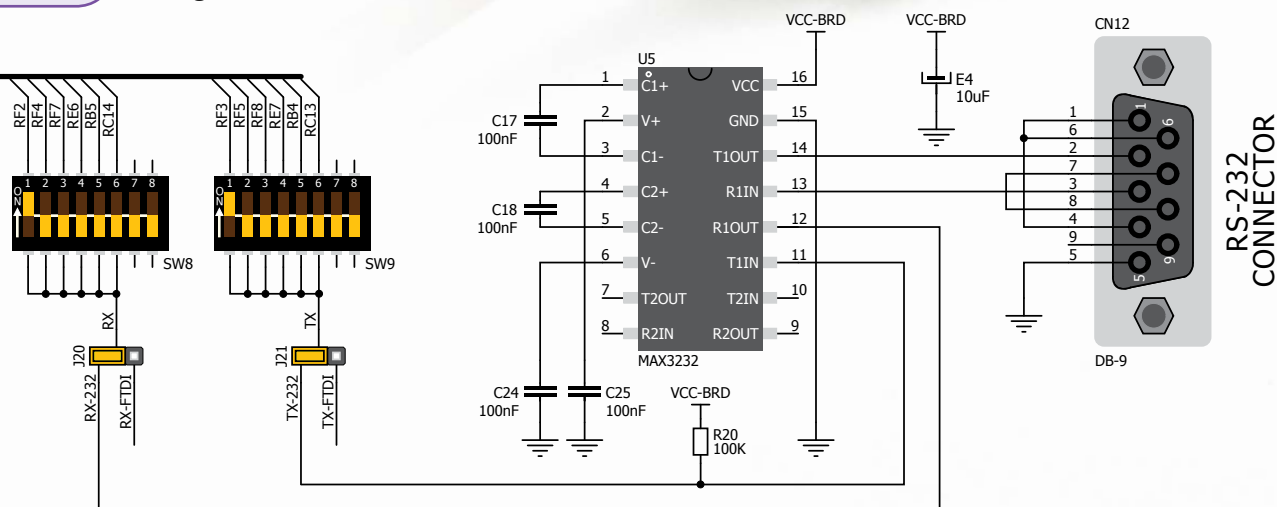 VCC-BRD
VCC-BRD
CN12
U5
E4
10uF
RF2
RF4
RF7
RE6
RB5
RC14
RF3
RF5
RF8
RE7
RB4
RC13
1 C1+ VCC 16
2 V+ GND 15
3 C1- T1OUT 14
4 C2+ R1IN 13
5 C2- R1OUT 12
6 V- T1IN 11
7 T2OUT T2IN 10
8 R2IN R2OUT 9
MAX3232
C17
100nF
C18
100nF
C24
100nF
C25
100nF
VCC-BRD
R20
100K
1 2 3 4 5 6 7 8
ON
SW8
1 2 3 4 5 6 7 8
ON
SW9
RX
TX
J20
J21
RX-232
RX-FTDI
TX-232
TX-FTDI
1
6
2
7
3
8
4
9
5
1
6
5
9
DB-9
RS-232
CONNECTOR